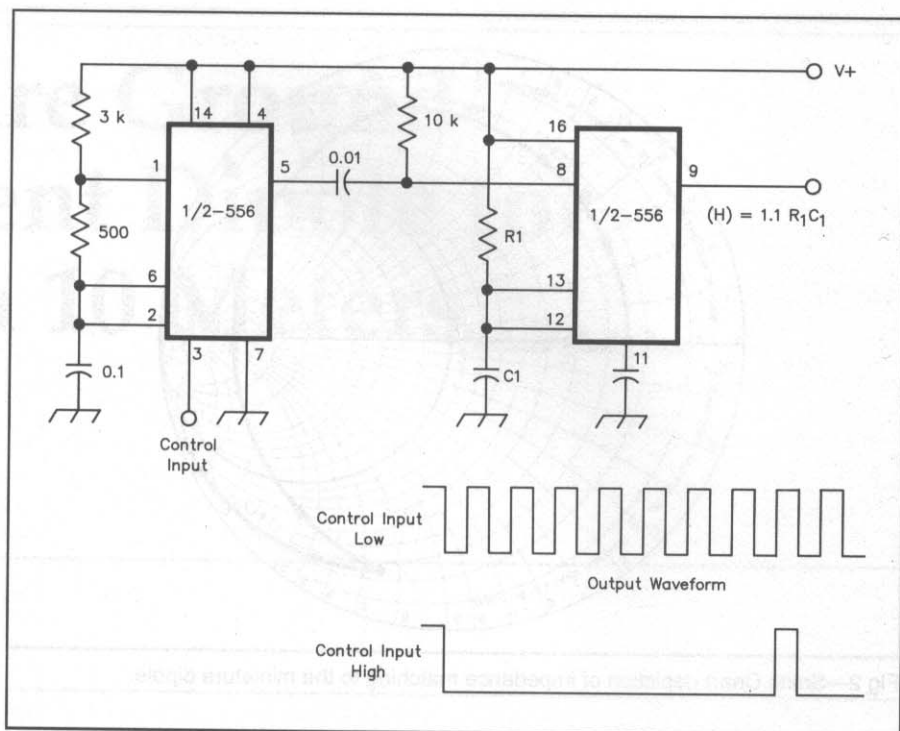 V+
3 k
14
4
10 k
16
1
5
0.01
8
9
1/2-556
1/2-556
(H) = 1.1 R1C1
500
R1
6
13
2
12
0.1
3
7
C1
11
Control
Input
Control Input
Low
Output Waveform
Control Input
High